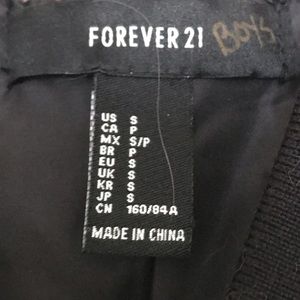 FOREVER 21 BOYS
US S
CA P
MX S/P
BR P
EU S
UK S
KR S
JP S
CN 160/84A
MADE IN CHINA